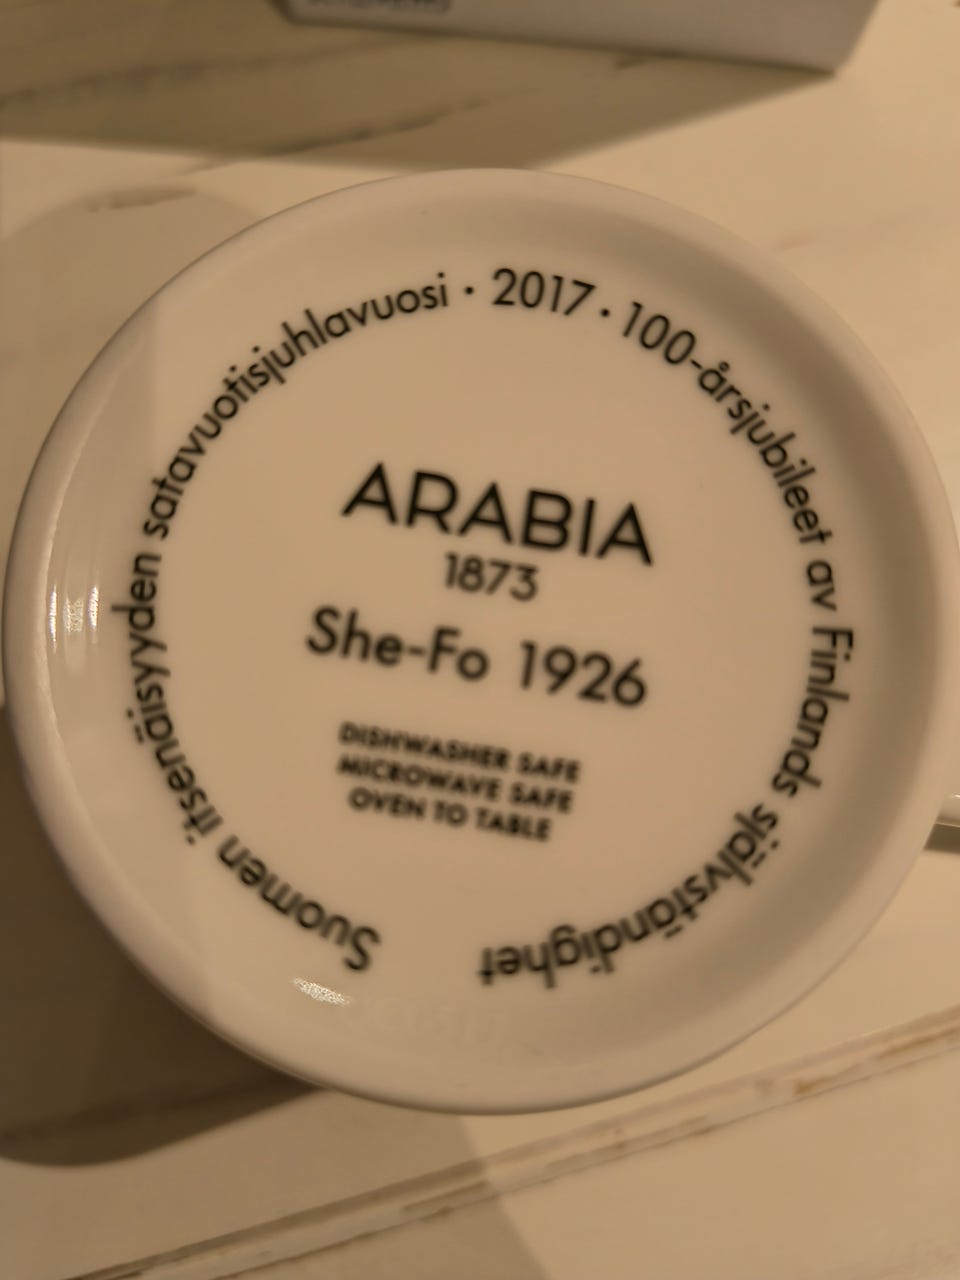 Suomen itsenäisyyden satavuotisjuhlavuosi · 2017 · 100-årsjubileet av Finlands självständighet
ARABIA
1873
She-Fo 1926
DISHWASHER SAFE
MICROWAVE SAFE
OVEN TO TABLE